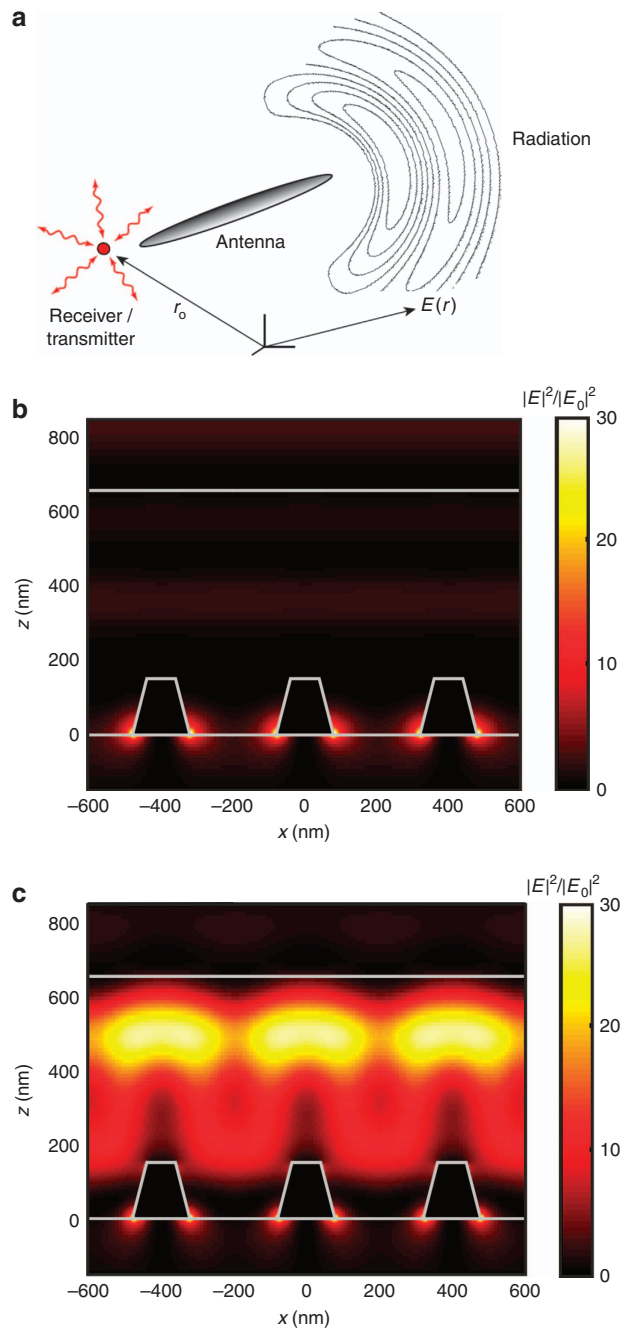 a
Radiation
Antenna
Receiver /
transmitter
r₀
E(r)
b
|E|²/|E₀|²
30
20
10
0
800
600
400
200
0
z (nm)
−600 −400 −200 0 200 400 600
x (nm)
c
|E|²/|E₀|²
30
20
10
0
800
600
400
200
0
z (nm)
−600 −400 −200 0 200 400 600
x (nm)